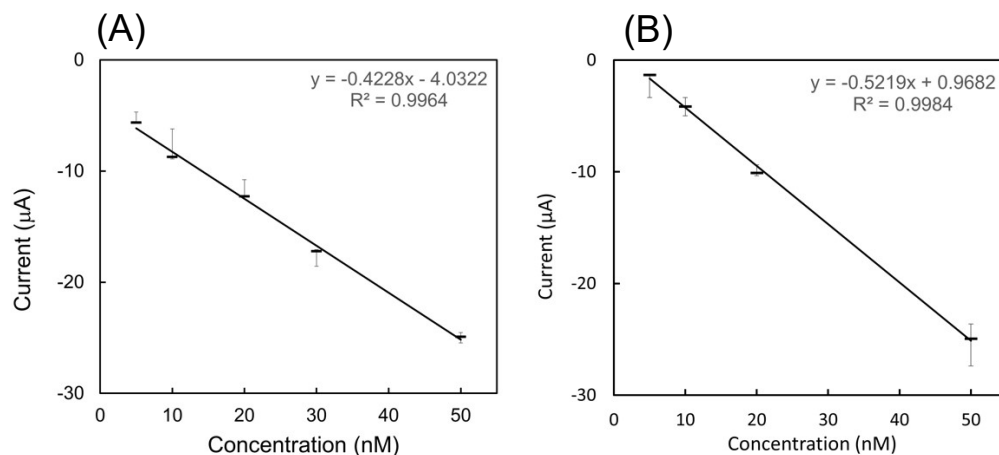 (A)
y = -0.4228x - 4.0322
R² = 0.9964
Current (μA)
0
-10
-20
-30
0 10 20 30 40 50
Concentration (nM)
(B)
y = -0.5219x + 0.9682
R² = 0.9984
Current (μA)
0
-10
-20
-30
0 10 20 30 40 50
Concentration (nM)